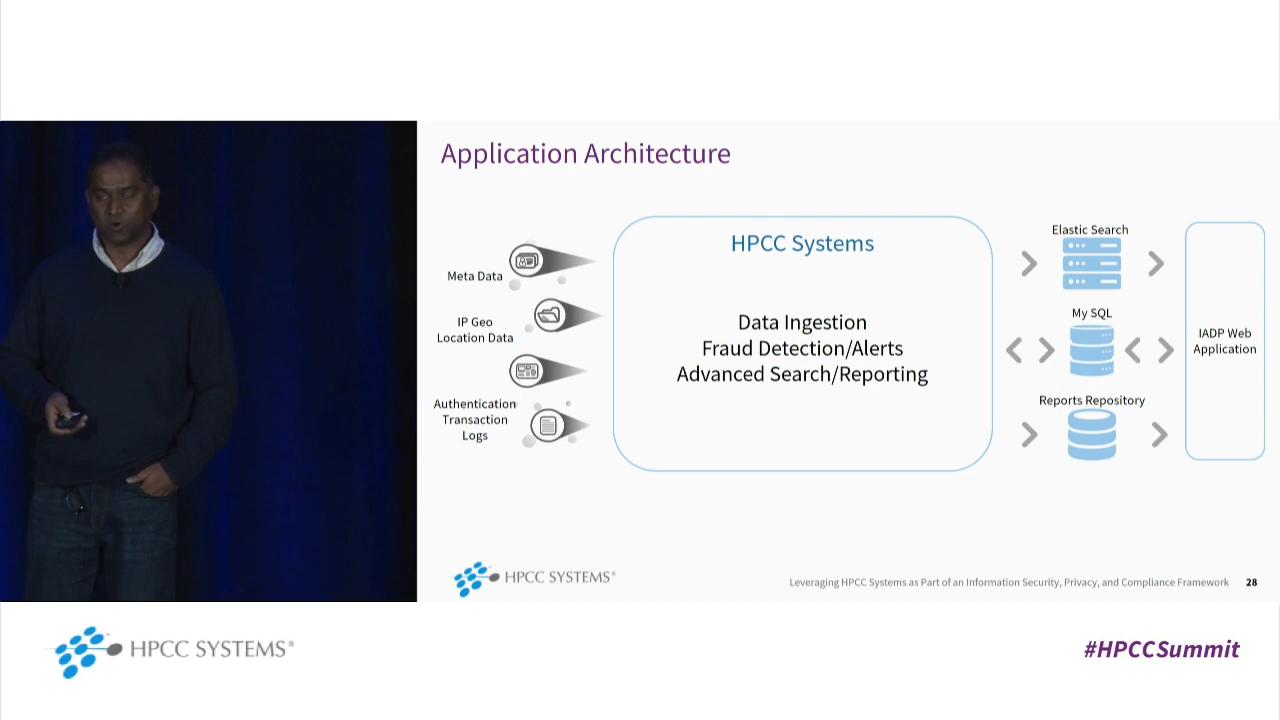 Application Architecture
HPCC Systems
Data Ingestion
Fraud Detection/Alerts
Advanced Search/Reporting
Meta Data
IP Geo
Location Data
Authentication
Transaction
Logs
Elastic Search
My SQL
Reports Repository
IADP Web
Application
HPCC SYSTEMS®
Leveraging HPCC Systems as Part of an Information Security, Privacy, and Compliance Framework 28
HPCC SYSTEMS®
#HPCCSummit